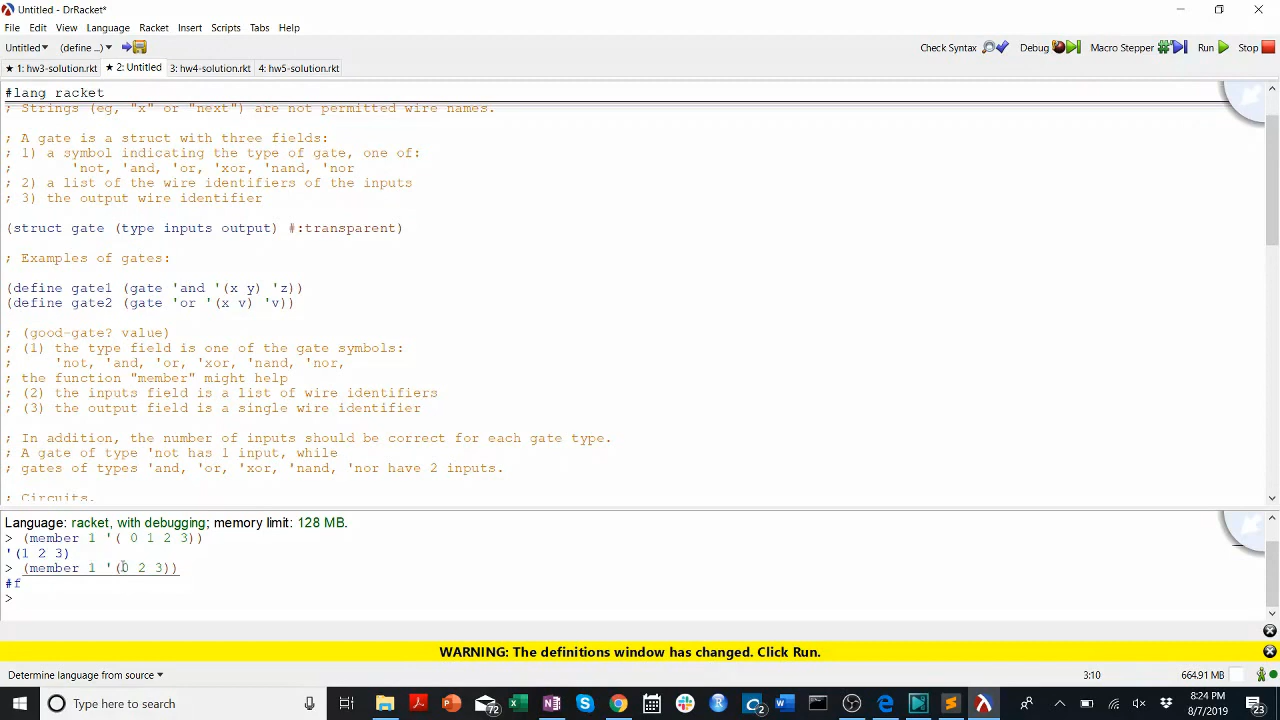 Untitled - DrRacket*
File Edit View Language Racket Insert Scripts Tabs Help
Untitled▾ (define ...)▾ Check Syntax Debug Macro Stepper Run Stop
★ 1: hw3-solution.rkt ★ 2: Untitled 3: hw4-solution.rkt 4: hw5-solution.rkt
#lang racket
; Strings (eg, "x" or "next") are not permitted wire names.
; A gate is a struct with three fields:
; 1) a symbol indicating the type of gate, one of:
;      'not, 'and, 'or, 'xor, 'nand, 'nor
; 2) a list of the wire identifiers of the inputs
; 3) the output wire identifier
(struct gate (type inputs output) #:transparent)
; Examples of gates:
(define gate1 (gate 'and '(x y) 'z))
(define gate2 (gate 'or '(x v) 'v))
; (good-gate? value)
; (1) the type field is one of the gate symbols:
;    'not, 'and, 'or, 'xor, 'nand, 'nor,
; the function "member" might help
; (2) the inputs field is a list of wire identifiers
; (3) the output field is a single wire identifier
; In addition, the number of inputs should be correct for each gate type.
; A gate of type 'not has 1 input, while
; gates of types 'and, 'or, 'xor, 'nand, 'nor have 2 inputs.
; Circuits.
Language: racket, with debugging; memory limit: 128 MB.
> (member 1 '( 0 1 2 3))
'(1 2 3)
> (member 1 '(0 2 3))
#f
>
WARNING: The definitions window has changed. Click Run.
Determine language from source▾ 3:10 664.91 MB
Type here to search
72
2
8:24 PM
8/7/2019
23